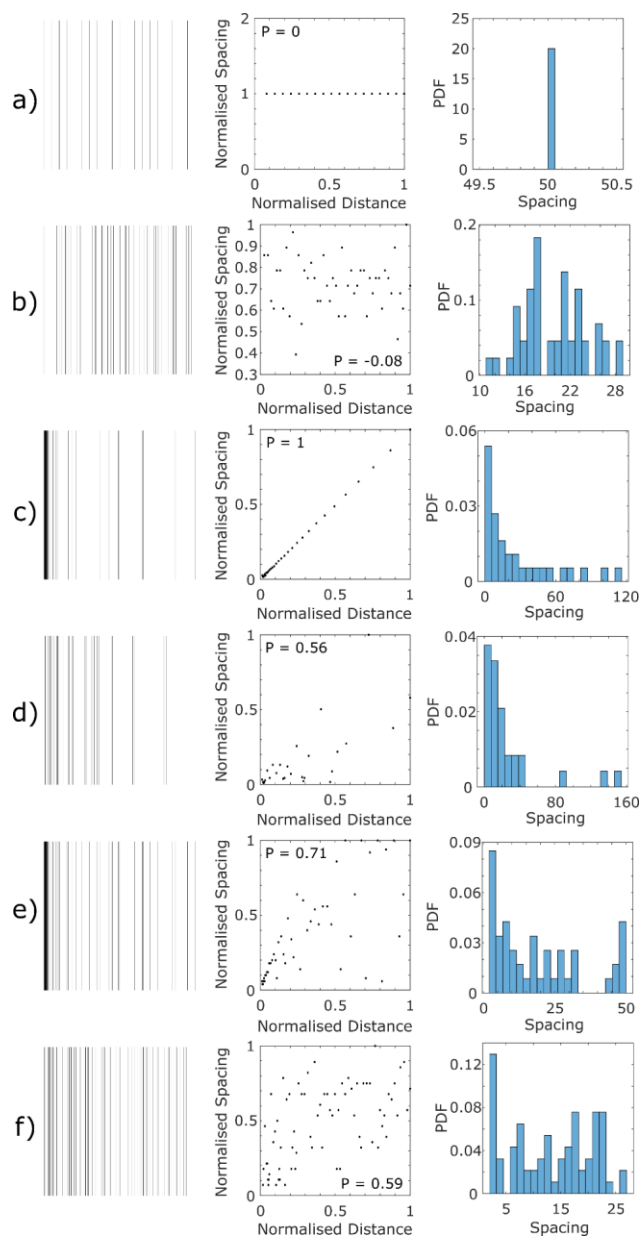 a)
P = 0
2
1
0
0
0.5
1
Normalised Spacing
Normalised Distance
25
20
15
10
5
0
PDF
49.5
50
50.5
Spacing
b)
1
0.9
0.8
0.7
0.6
0.5
0.4
0.3
P = -0.08
0
0.5
1
Normalised Spacing
Normalised Distance
0.2
0.1
0
PDF
10
16
22
28
Spacing
c)
P = 1
1
0.5
0
0
0.5
1
Normalised Spacing
Normalised Distance
0.06
0.03
0
PDF
0
60
120
Spacing
d)
P = 0.56
1
0.5
0
0
0.5
1
Normalised Spacing
Normalised Distance
0.04
0.02
0
PDF
0
80
160
Spacing
e)
P = 0.71
1
0.5
0
0
0.5
1
Normalised Spacing
Normalised Distance
0.09
0.06
0.03
0
PDF
0
25
50
Spacing
f)
1
0.5
0
P = 0.59
0
0.5
1
Normalised Spacing
Normalised Distance
0.12
0.08
0.04
0
PDF
5
15
25
Spacing